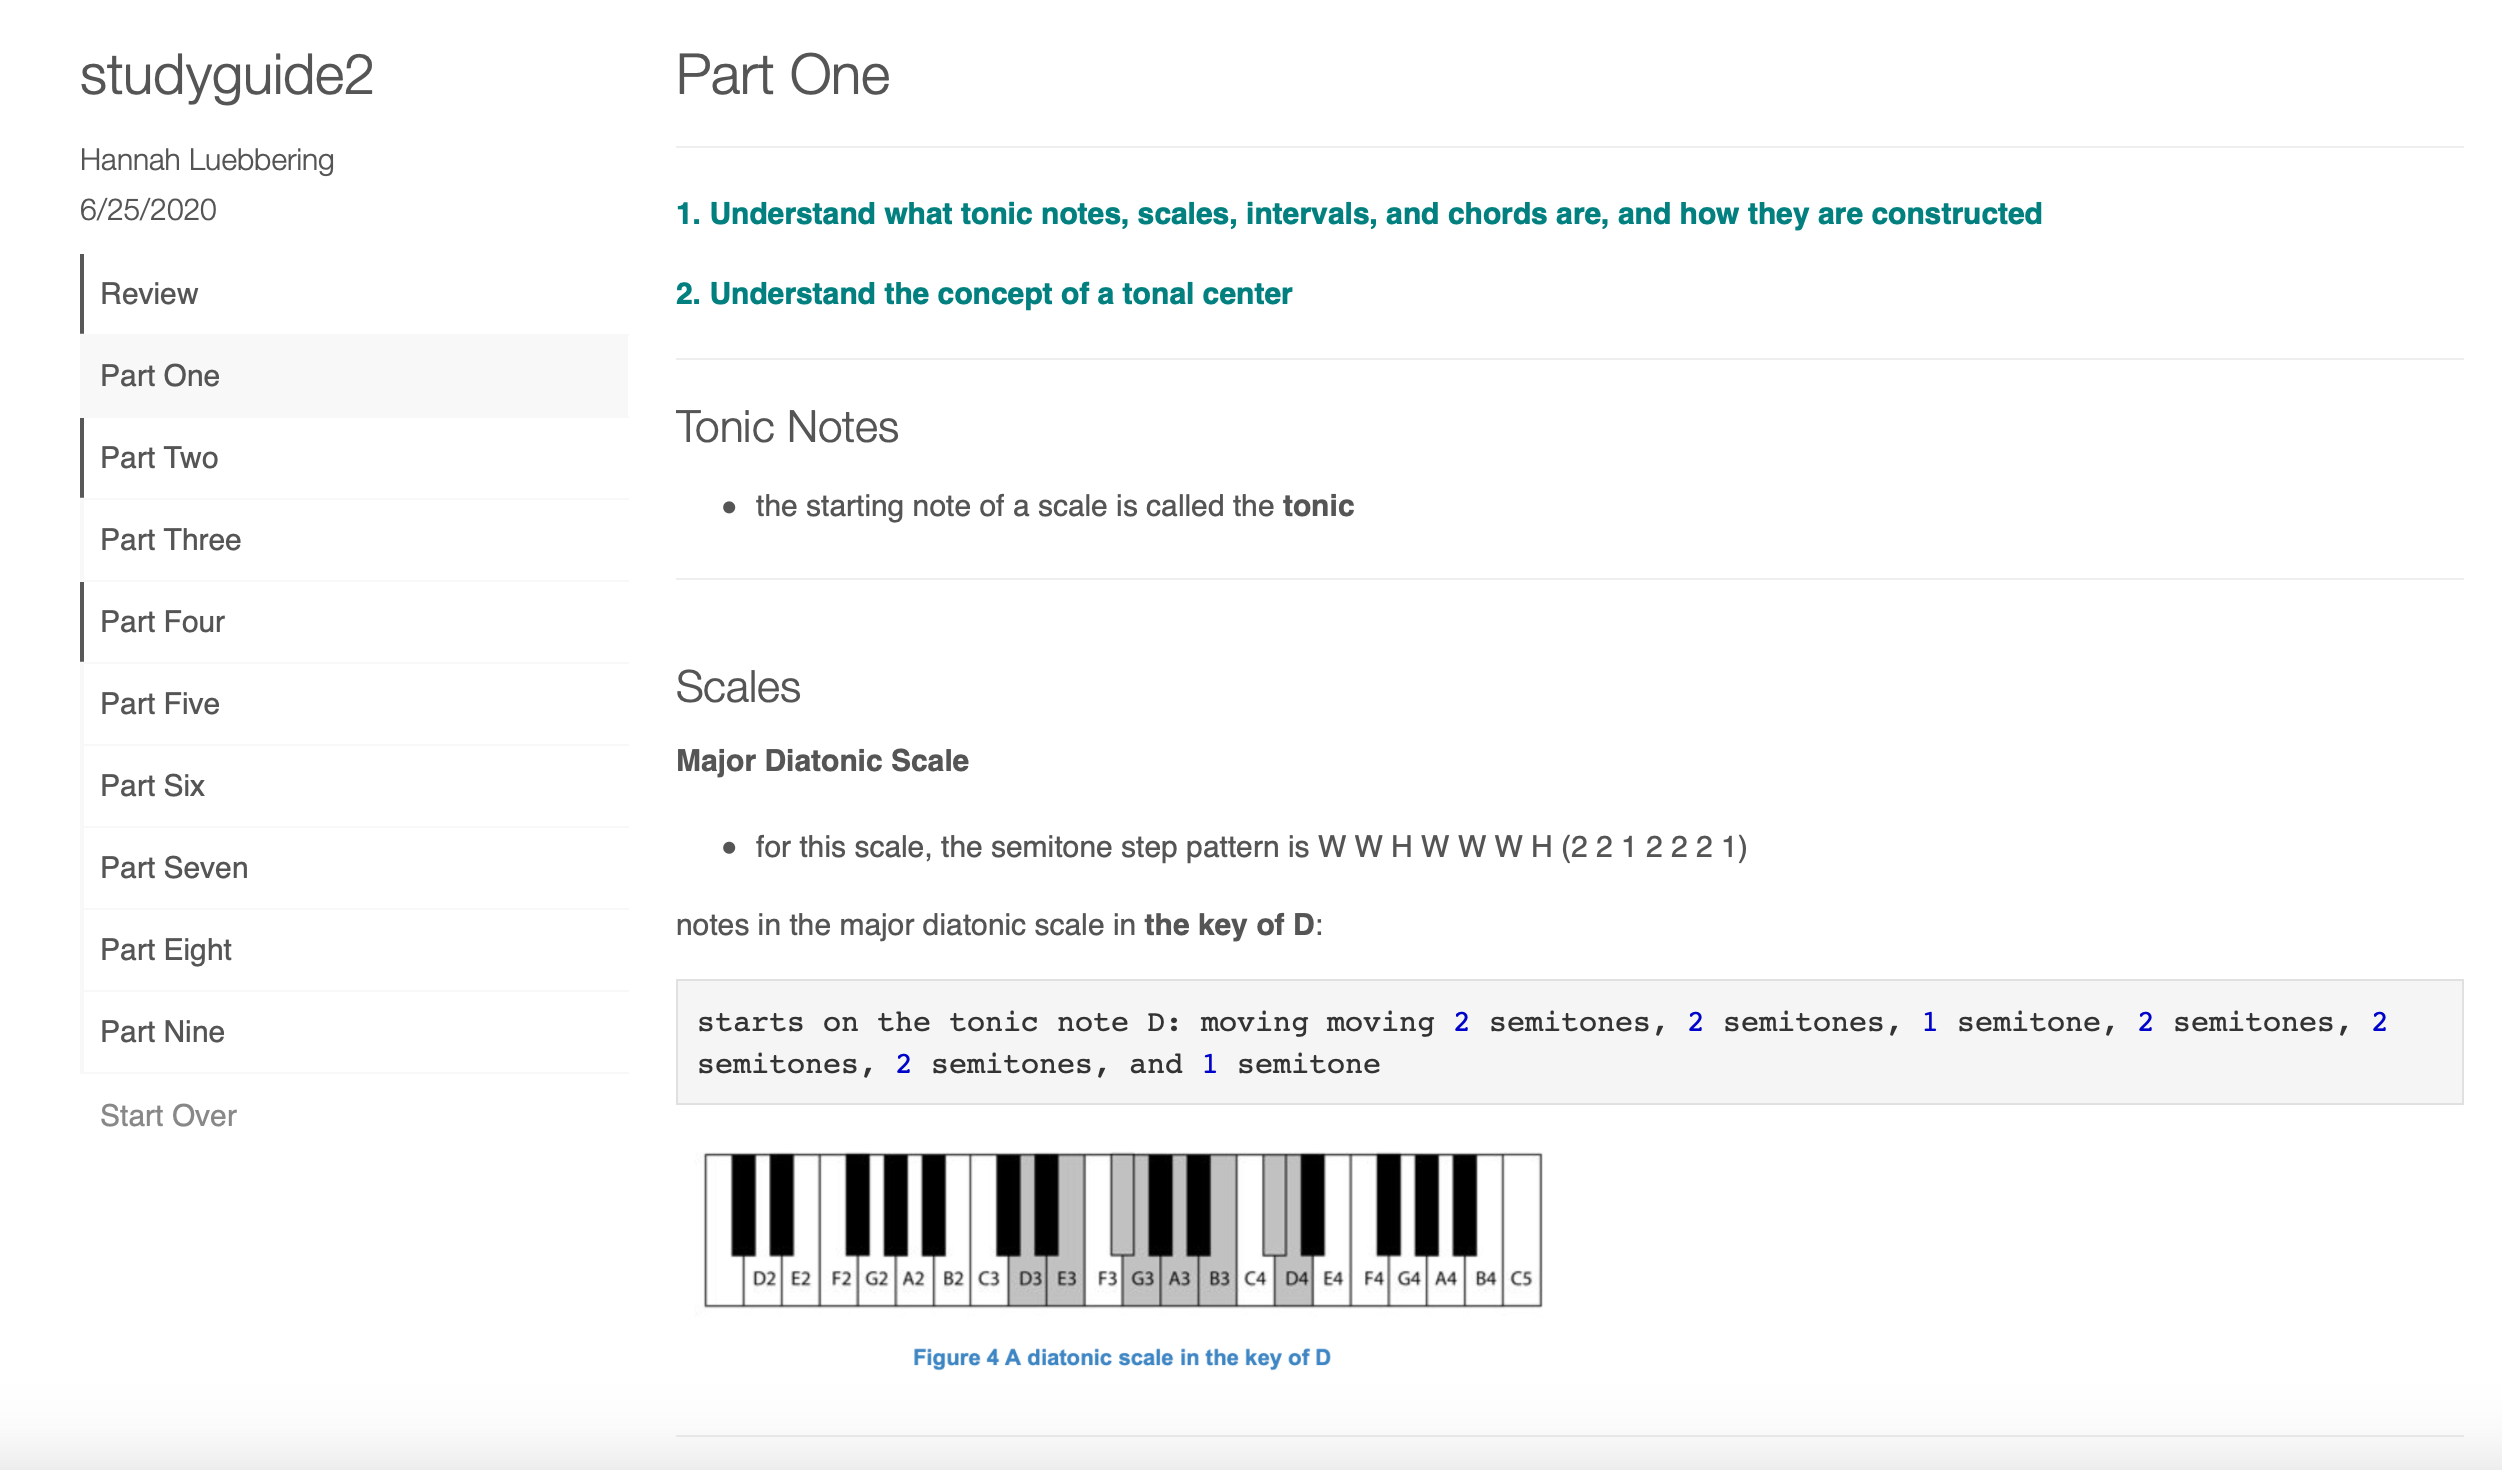 studyguide2
Hannah Luebbering
6/25/2020
Review
Part One
Part Two
Part Three
Part Four
Part Five
Part Six
Part Seven
Part Eight
Part Nine
Start Over
Part One
1. Understand what tonic notes, scales, intervals, and chords are, and how they are constructed
2. Understand the concept of a tonal center
Tonic Notes
• the starting note of a scale is called the tonic
Scales
Major Diatonic Scale
• for this scale, the semitone step pattern is W W H W W W H (2 2 1 2 2 2 1)
notes in the major diatonic scale in the key of D:
starts on the tonic note D: moving moving 2 semitones, 2 semitones, 1 semitone, 2 semitones, 2
semitones, 2 semitones, and 1 semitone
D2 E2 F2 G2 A2 B2 C3 D3 E3 F3 G3 A3 B3 C4 D4 E4 F4 G4 A4 B4 C5
Figure 4 A diatonic scale in the key of D